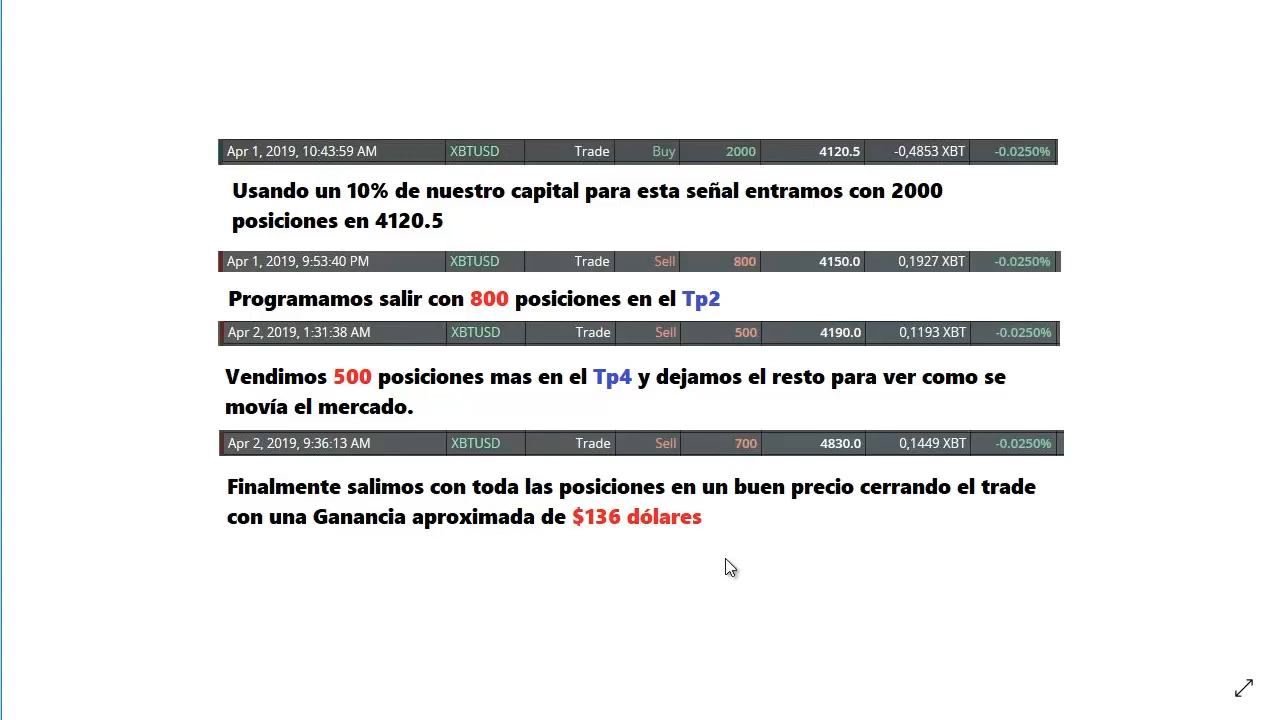 Apr 1, 2019, 10:43:59 AM XBTUSD Trade Buy 2000 4120.5 -0,4853 XBT -0.0250%
Usando un 10% de nuestro capital para esta señal entramos con 2000
posiciones en 4120.5
Apr 1, 2019, 9:53:40 PM XBTUSD Trade Sell 800 4150.0 0,1927 XBT -0.0250%
Programamos salir con 800 posiciones en el Tp2
Apr 2, 2019, 1:31:38 AM XBTUSD Trade Sell 500 4190.0 0,1193 XBT -0.0250%
Vendimos 500 posiciones mas en el Tp4 y dejamos el resto para ver como se
movía el mercado.
Apr 2, 2019, 9:36:13 AM XBTUSD Trade Sell 700 4830.0 0,1449 XBT -0.0250%
Finalmente salimos con toda las posiciones en un buen precio cerrando el trade
con una Ganancia aproximada de $136 dólares